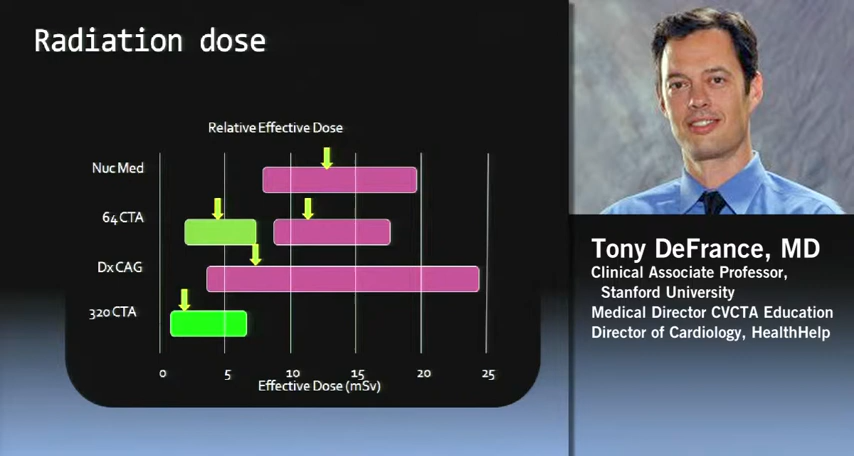 Radiation dose
Relative Effective Dose
Nuc Med
64 CTA
Dx CAG
320 CTA
0 5 10 15 20 25
Effective Dose (mSv)
Tony DeFrance, MD
Clinical Associate Professor,
Stanford University
Medical Director CVCTA Education
Director of Cardiology, HealthHelp